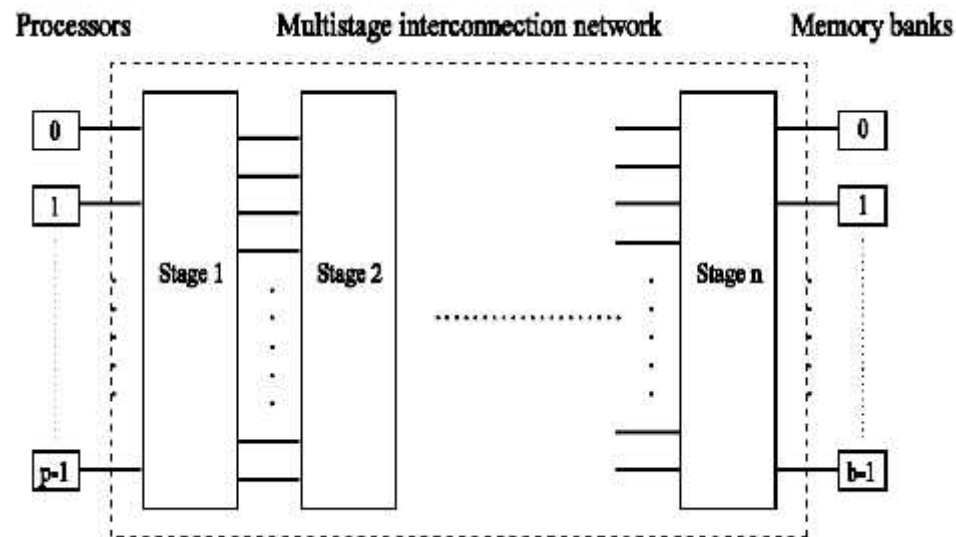 Processors Multistage interconnection network Memory banks
0 0
1 1
Stage 1 Stage 2 Stage n
p-1 b-1